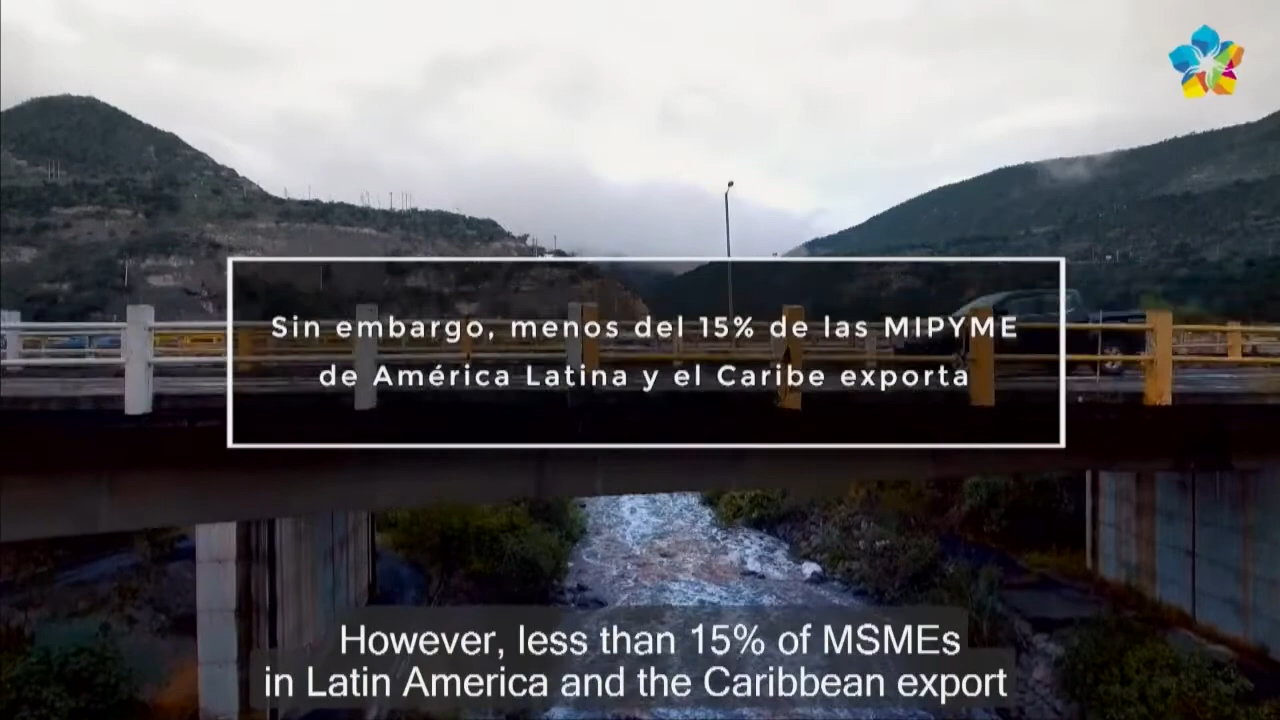 Sin embargo, menos del 15% de las MIPYME
de América Latina y el Caribe exporta
However, less than 15% of MSMEs
in Latin America and the Caribbean export